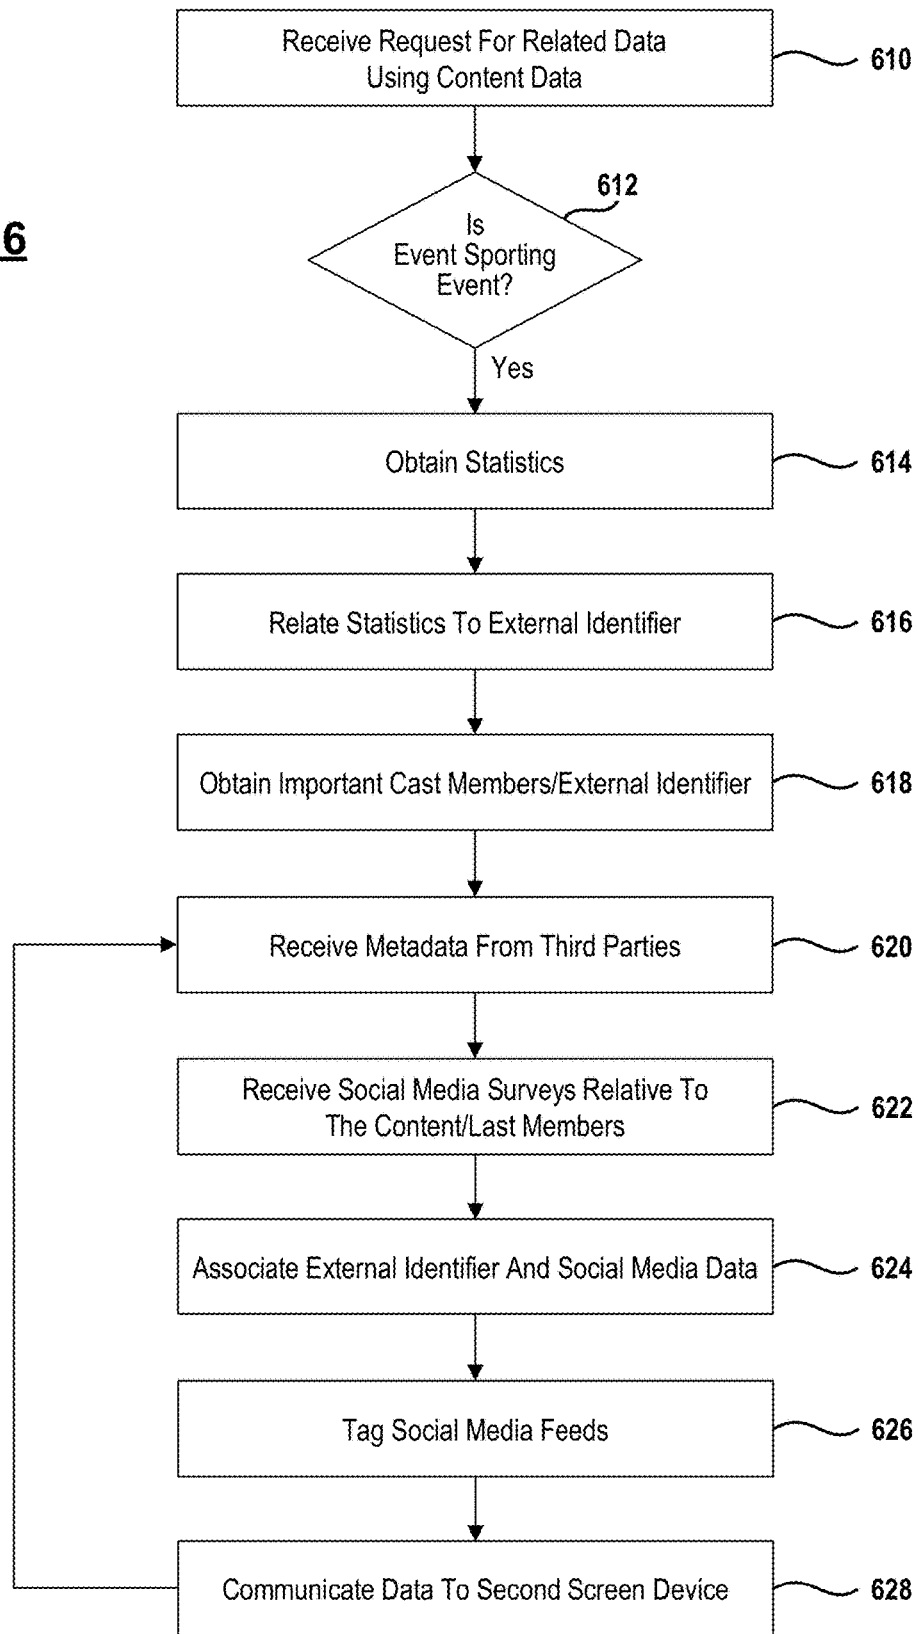 Receive Request For Related Data
Using Content Data
610
612
6
Is
Event Sporting
Event?
Yes
Obtain Statistics
614
Relate Statistics To External Identifier
616
Obtain Important Cast Members/External Identifier
618
Receive Metadata From Third Parties
620
Receive Social Media Surveys Relative To
The Content/Last Members
622
Associate External Identifier And Social Media Data
624
Tag Social Media Feeds
626
Communicate Data To Second Screen Device
628